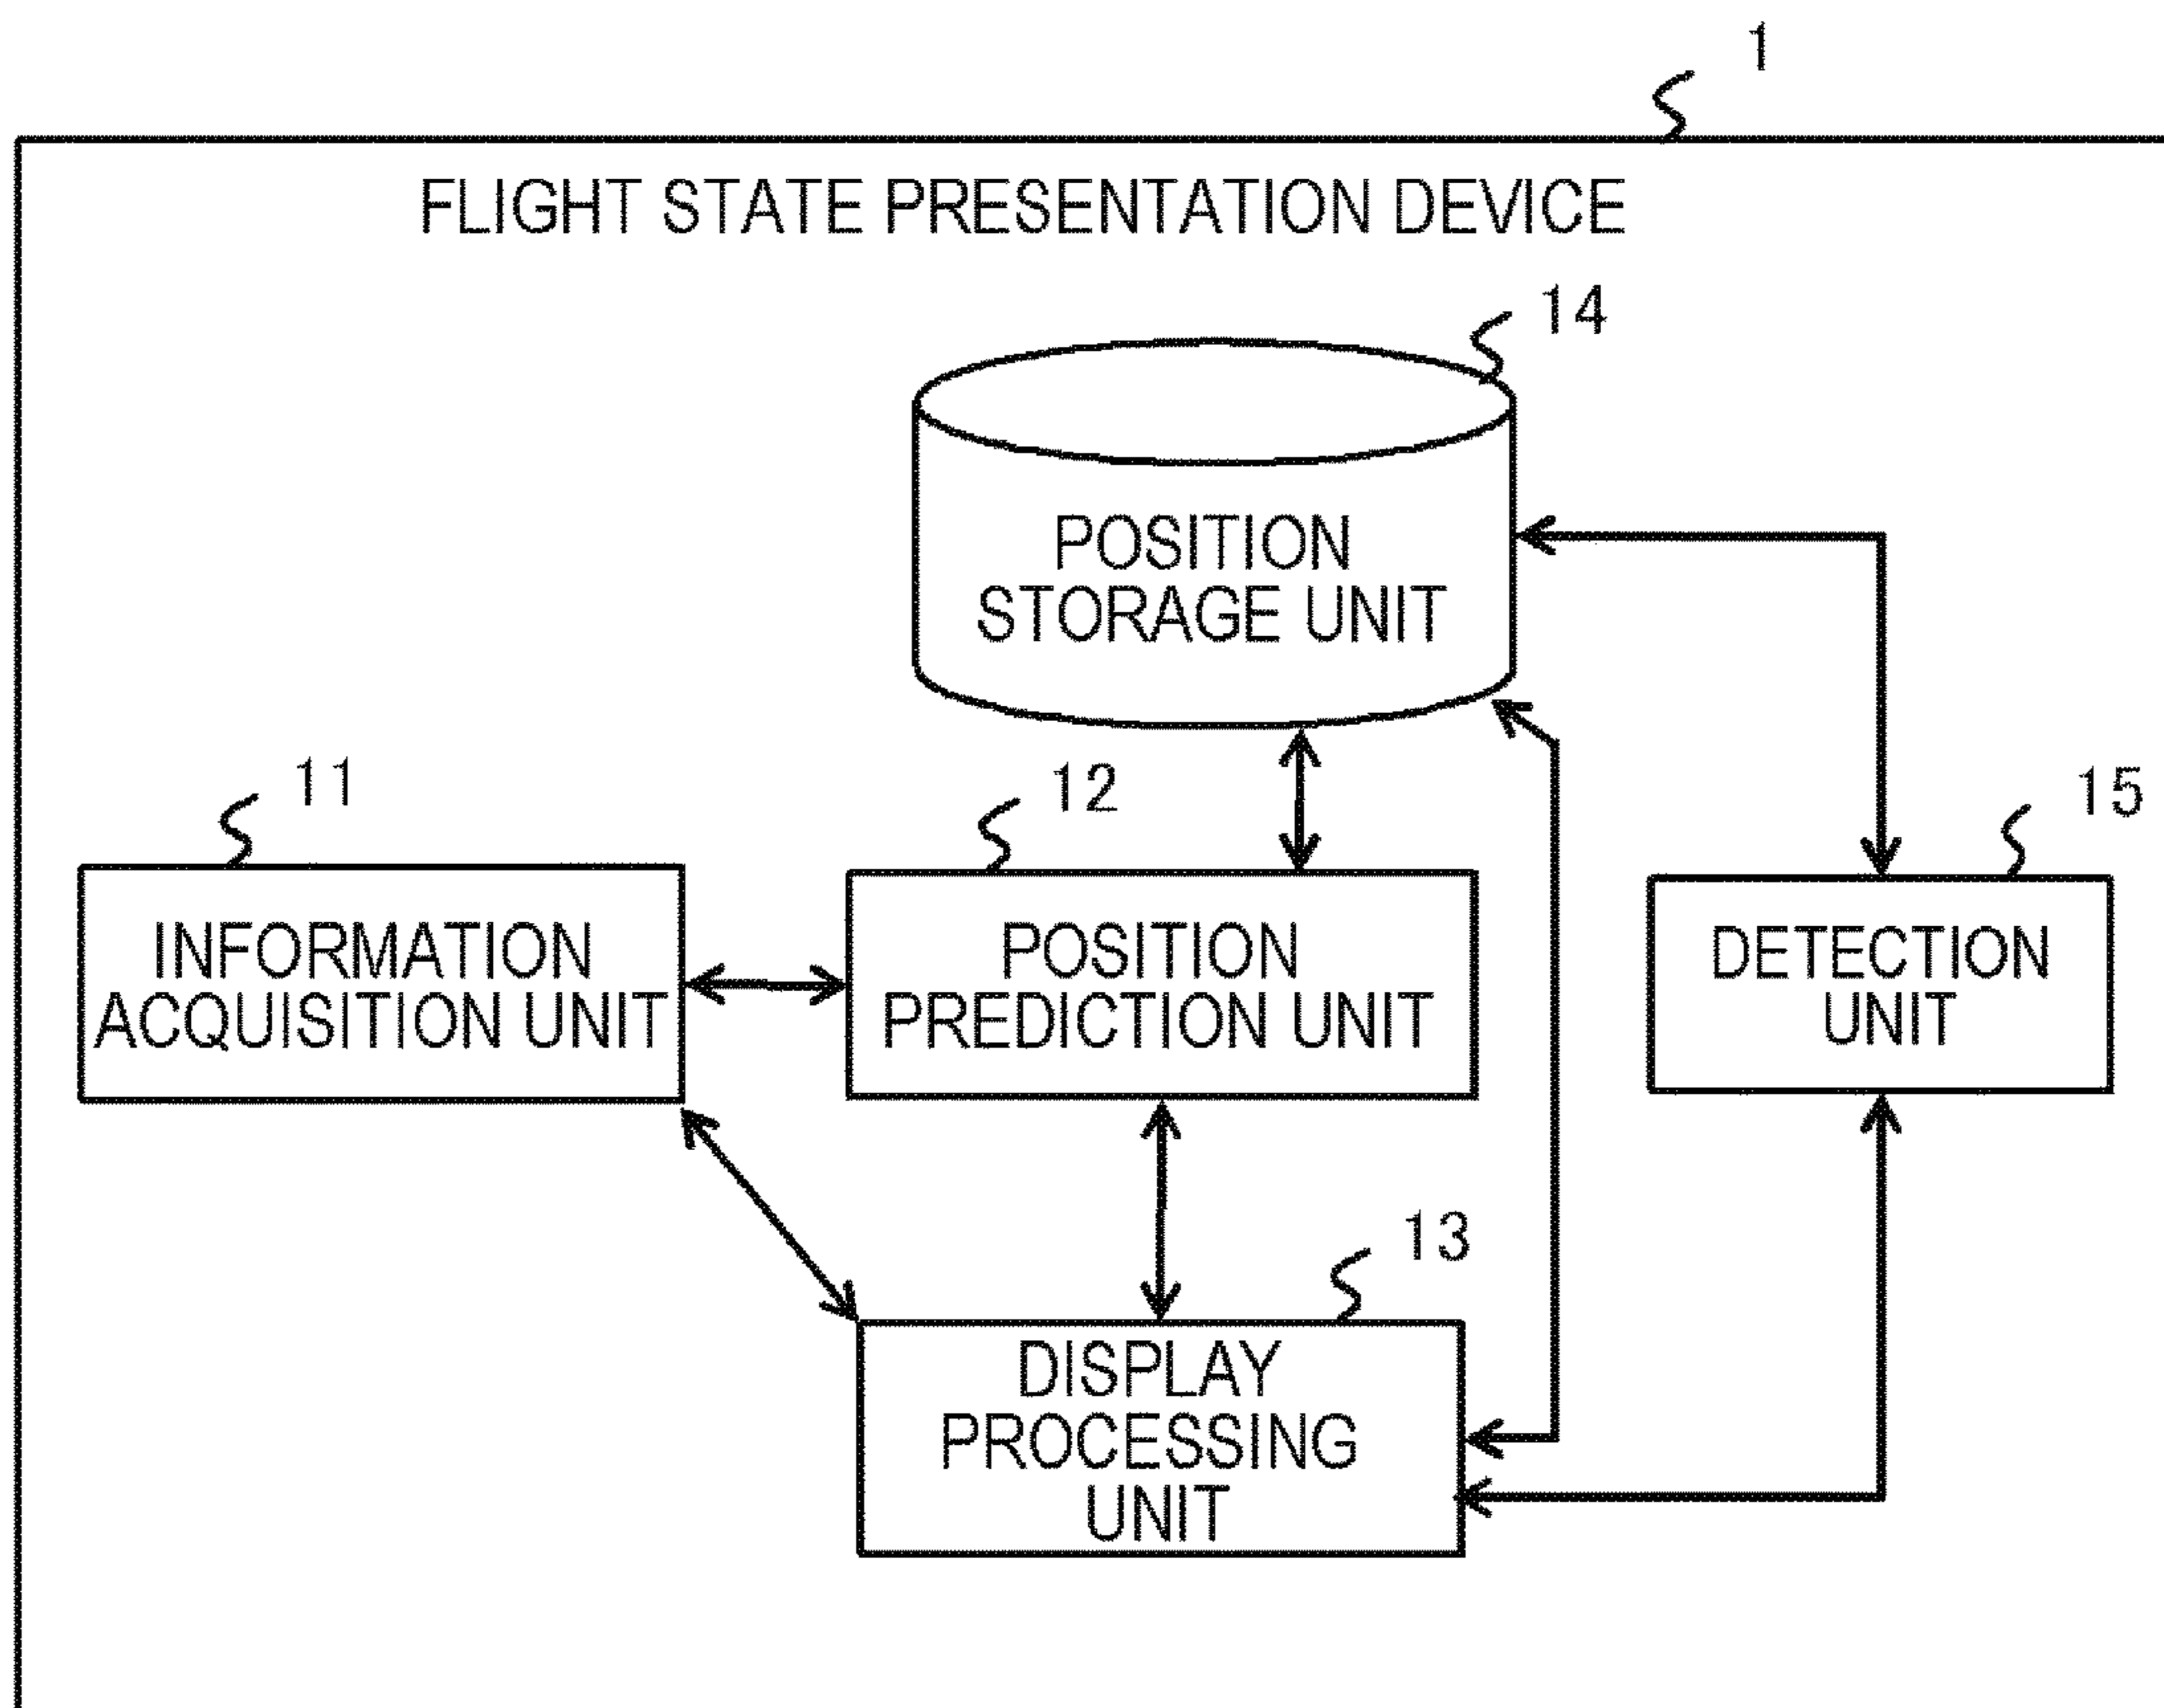 1
FLIGHT STATE PRESENTATION DEVICE
14
POSITION
STORAGE UNIT
11
12
15
INFORMATION
ACQUISITION UNIT
POSITION
PREDICTION UNIT
DETECTION
UNIT
13
DISPLAY
PROCESSING
UNIT